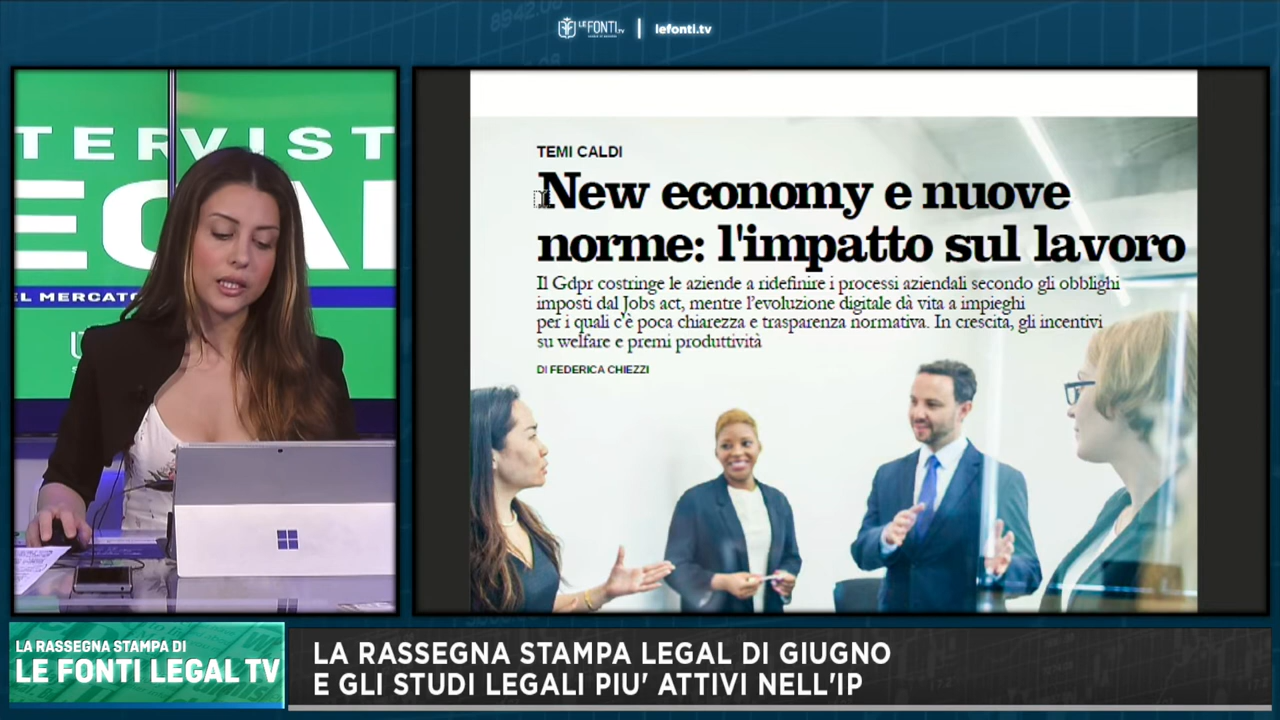 LE FONTI.TV
lefonti.tv
TERVIST
EGAL
EL MERCATO
TEMI CALDI
New economy e nuove
norme: l'impatto sul lavoro
Il Gdpr costringe le aziende a ridefinire i processi aziendali secondo gli obblighi
imposti dal Jobs act, mentre l'evoluzione digitale dà vita a impieghi
per i quali c'è poca chiarezza e trasparenza normativa. In crescita, gli incentivi
su welfare e premi produttività
DI FEDERICA CHIEZZI
LA RASSEGNA STAMPA DI
LE FONTI LEGAL TV
LA RASSEGNA STAMPA LEGAL DI GIUGNO
E GLI STUDI LEGALI PIU' ATTIVI NELL'IP